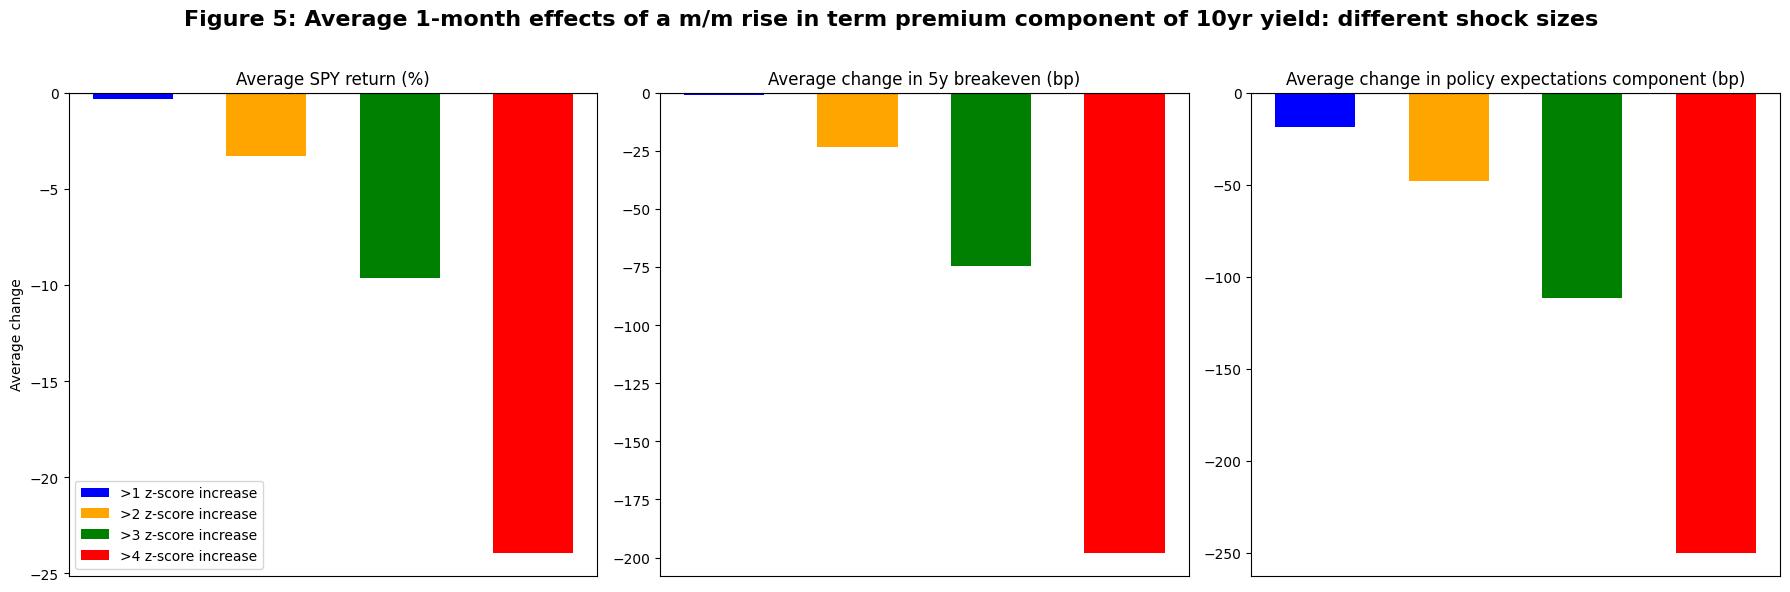 Figure 5: Average 1-month effects of a m/m rise in term premium component of 10yr yield: different shock sizes
Average SPY return (%)
Average change
0
−5
−10
−15
−20
−25
>1 z-score increase
>2 z-score increase
>3 z-score increase
>4 z-score increase
Average change in 5y breakeven (bp)
0
−25
−50
−75
−100
−125
−150
−175
−200
Average change in policy expectations component (bp)
0
−50
−100
−150
−200
−250